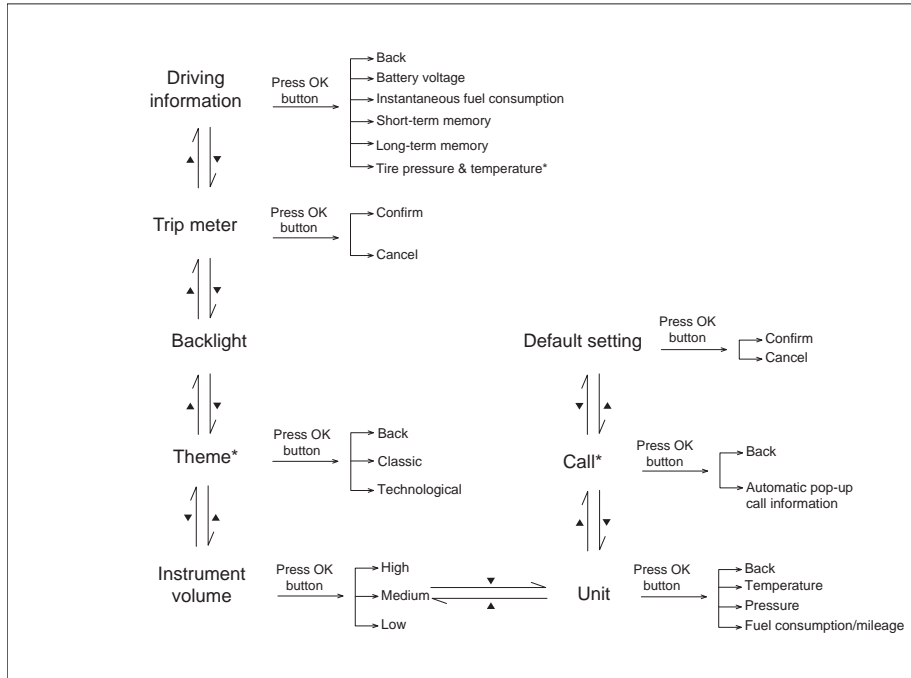 Driving
information
Press OK
button
Back
Battery voltage
Instantaneous fuel consumption
Short-term memory
Long-term memory
Tire pressure & temperature*
▲ ▼
Trip meter
Press OK
button
Confirm
Cancel
▲ ▼
Backlight
▲ ▼
Theme*
Press OK
button
Back
Classic
Technological
▼ ▲
Instrument
volume
Press OK
button
High
Medium
Low
▼
▲
Unit
Press OK
button
Back
Temperature
Pressure
Fuel consumption/mileage
▲ ▼
Call*
Press OK
button
Back
Automatic pop-up
call information
▼ ▲
Default setting
Press OK
button
Confirm
Cancel